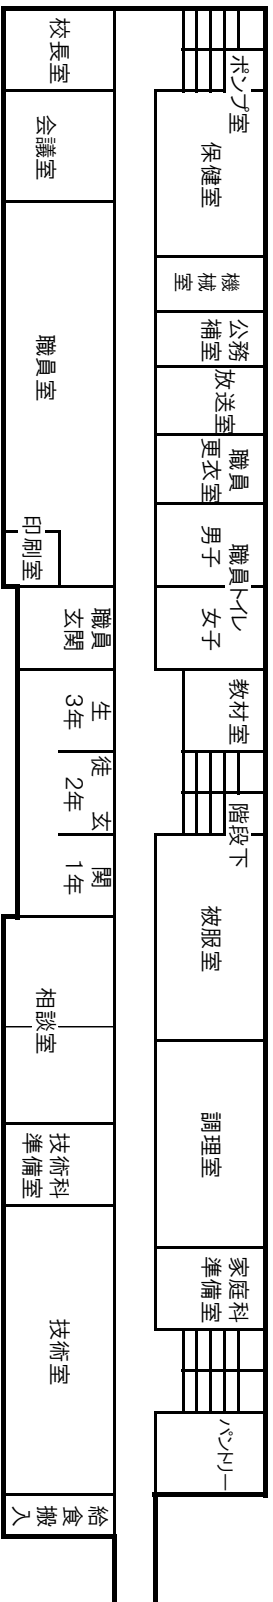 校長室
会議室
職員室
印刷室
職員
玄関
生徒玄関
3年
2年
1年
相談室
技術科
準備室
技術室
給食搬入
ポンプ室
保健室
機械室
公務
補室
放送室
職員
更衣室
職員トイレ
男子
女子
教材室
階段下
被服室
調理室
家庭科
準備室
パントリー